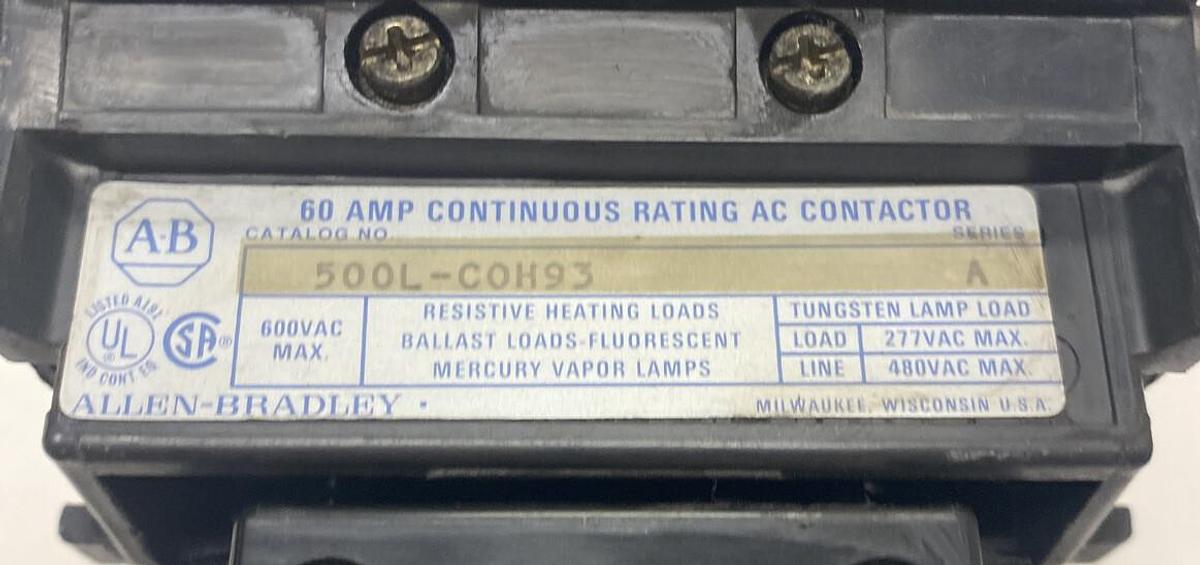 A-B
60 AMP CONTINUOUS RATING AC CONTACTOR
CATALOG NO. SERIES
500L-COH93 A
LISTED A197
UL ®
IND CONT EQ
SA ®
600VAC
MAX.
RESISTIVE HEATING LOADS
BALLAST LOADS-FLUORESCENT
MERCURY VAPOR LAMPS
TUNGSTEN LAMP LOAD
LOAD 277VAC MAX.
LINE 480VAC MAX.
ALLEN-BRADLEY
MILWAUKEE, WISCONSIN U.S.A.